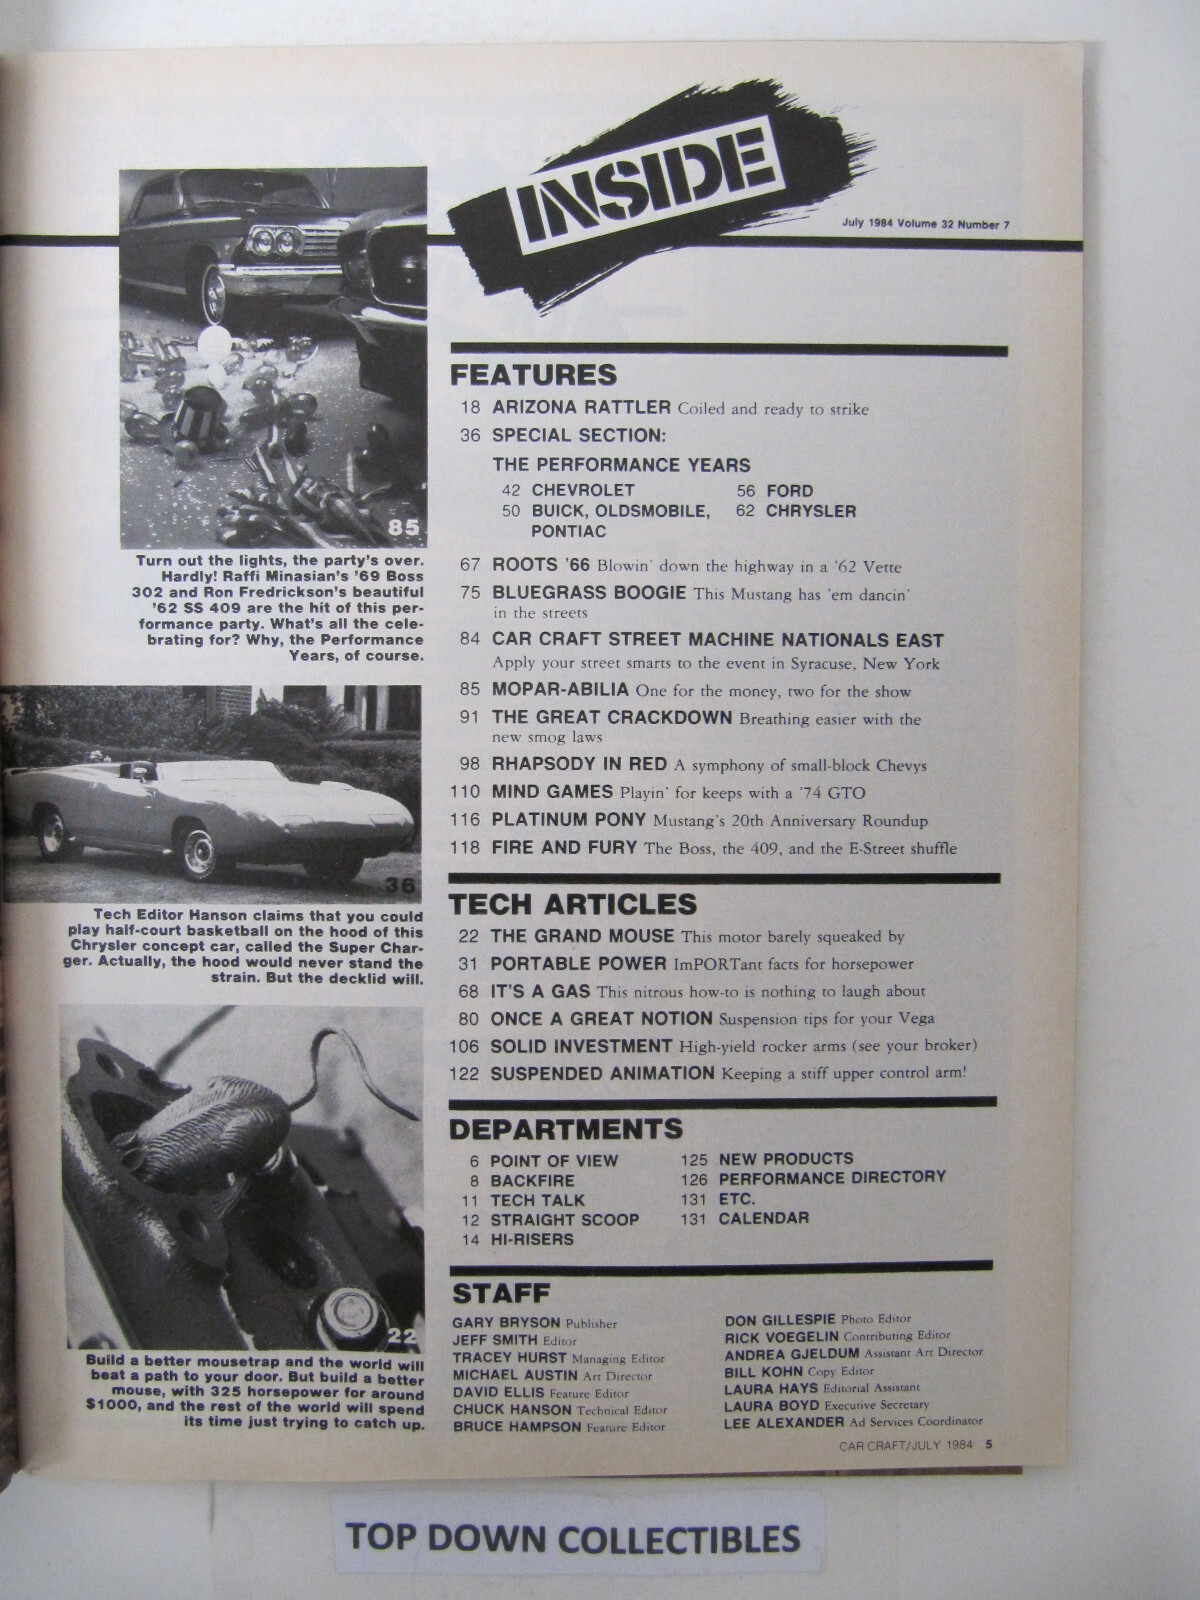 INSIDE
July 1984 Volume 32 Number 7
85
Turn out the lights, the party's over.
Hardly! Raffi Minasian's '69 Boss
302 and Ron Fredrickson's beautiful
'62 SS 409 are the hit of this per-
formance party. What's all the cele-
brating for? Why, the Performance
Years, of course.
36
Tech Editor Hanson claims that you could
play half-court basketball on the hood of this
Chrysler concept car, called the Super Char-
ger. Actually, the hood would never stand the
strain. But the decklid will.
22
Build a better mousetrap and the world will
beat a path to your door. But build a better
mouse, with 325 horsepower for around
$1000, and the rest of the world will spend
its time just trying to catch up.
FEATURES
18 ARIZONA RATTLER Coiled and ready to strike
36 SPECIAL SECTION:
THE PERFORMANCE YEARS
42 CHEVROLET
50 BUICK, OLDSMOBILE,
PONTIAC
56 FORD
62 CHRYSLER
67 ROOTS '66 Blowin' down the highway in a '62 Vette
75 BLUEGRASS BOOGIE This Mustang has 'em dancin'
in the streets
84 CAR CRAFT STREET MACHINE NATIONALS EAST
Apply your street smarts to the event in Syracuse, New York
85 MOPAR-ABILIA One for the money, two for the show
91 THE GREAT CRACKDOWN Breathing easier with the
new smog laws
98 RHAPSODY IN RED A symphony of small-block Chevys
110 MIND GAMES Playin' for keeps with a '74 GTO
116 PLATINUM PONY Mustang's 20th Anniversary Roundup
118 FIRE AND FURY The Boss, the 409, and the E-Street shuffle
TECH ARTICLES
22 THE GRAND MOUSE This motor barely squeaked by
31 PORTABLE POWER ImPORTant facts for horsepower
68 IT'S A GAS This nitrous how-to is nothing to laugh about
80 ONCE A GREAT NOTION Suspension tips for your Vega
106 SOLID INVESTMENT High-yield rocker arms (see your broker)
122 SUSPENDED ANIMATION Keeping a stiff upper control arm!
DEPARTMENTS
6 POINT OF VIEW
8 BACKFIRE
11 TECH TALK
12 STRAIGHT SCOOP
14 HI-RISERS
125 NEW PRODUCTS
126 PERFORMANCE DIRECTORY
131 ETC.
131 CALENDAR
STAFF
GARY BRYSON Publisher
JEFF SMITH Editor
TRACEY HURST Managing Editor
MICHAEL AUSTIN Art Director
DAVID ELLIS Feature Editor
CHUCK HANSON Technical Editor
BRUCE HAMPSON Feature Editor
DON GILLESPIE Photo Editor
RICK VOEGELIN Contributing Editor
ANDREA GJELDUM Assistant Art Director
BILL KOHN Copy Editor
LAURA HAYS Editorial Assistant
LAURA BOYD Executive Secretary
LEE ALEXANDER Ad Services Coordinator
CAR CRAFT/JULY 1984 5
TOP DOWN COLLECTIBLES